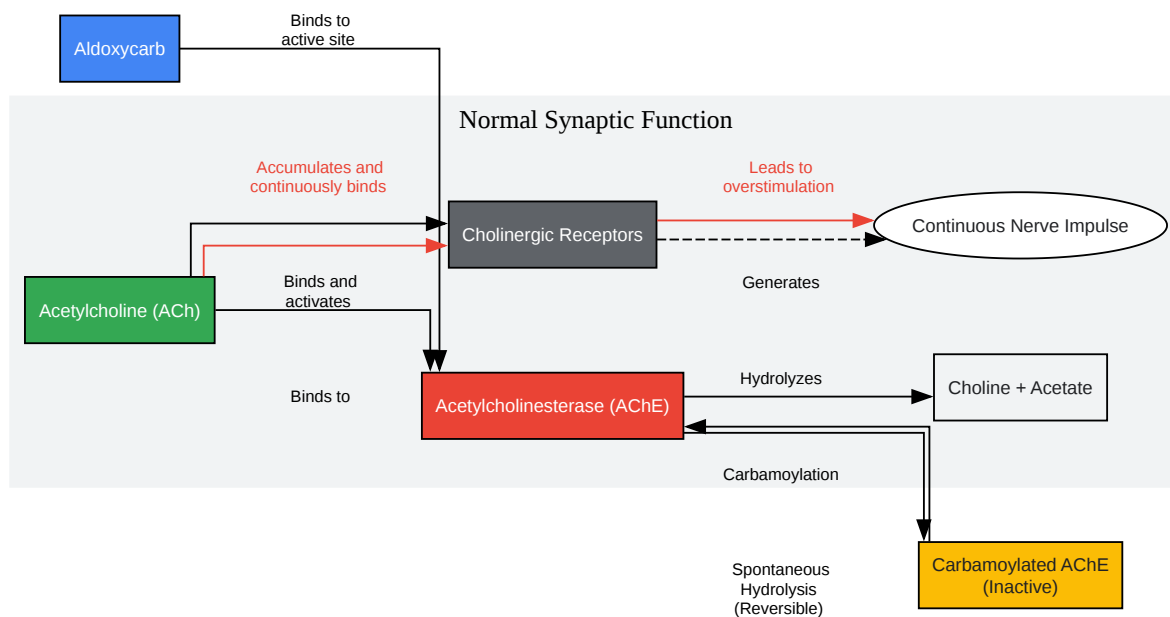 Aldoxycarb
Binds to
active site
Normal Synaptic Function
Accumulates and
continuously binds
Leads to
overstimulation
Cholinergic Receptors
Continuous Nerve Impulse
Generates
Acetylcholine (ACh)
Binds and
activates
Binds to
Acetylcholinesterase (AChE)
Hydrolyzes
Choline + Acetate
Carbamoylation
Carbamoylated AChE
(Inactive)
Spontaneous
Hydrolysis
(Reversible)